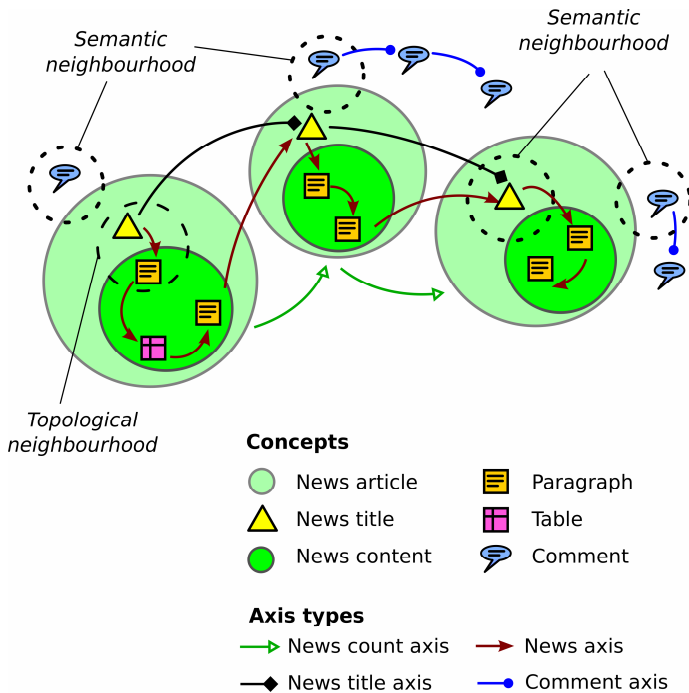 Semantic
neighbourhood
Semantic
neighbourhood
Topological
neighbourhood
Concepts
News article
Paragraph
News title
Table
News content
Comment
Axis types
News count axis
News axis
News title axis
Comment axis